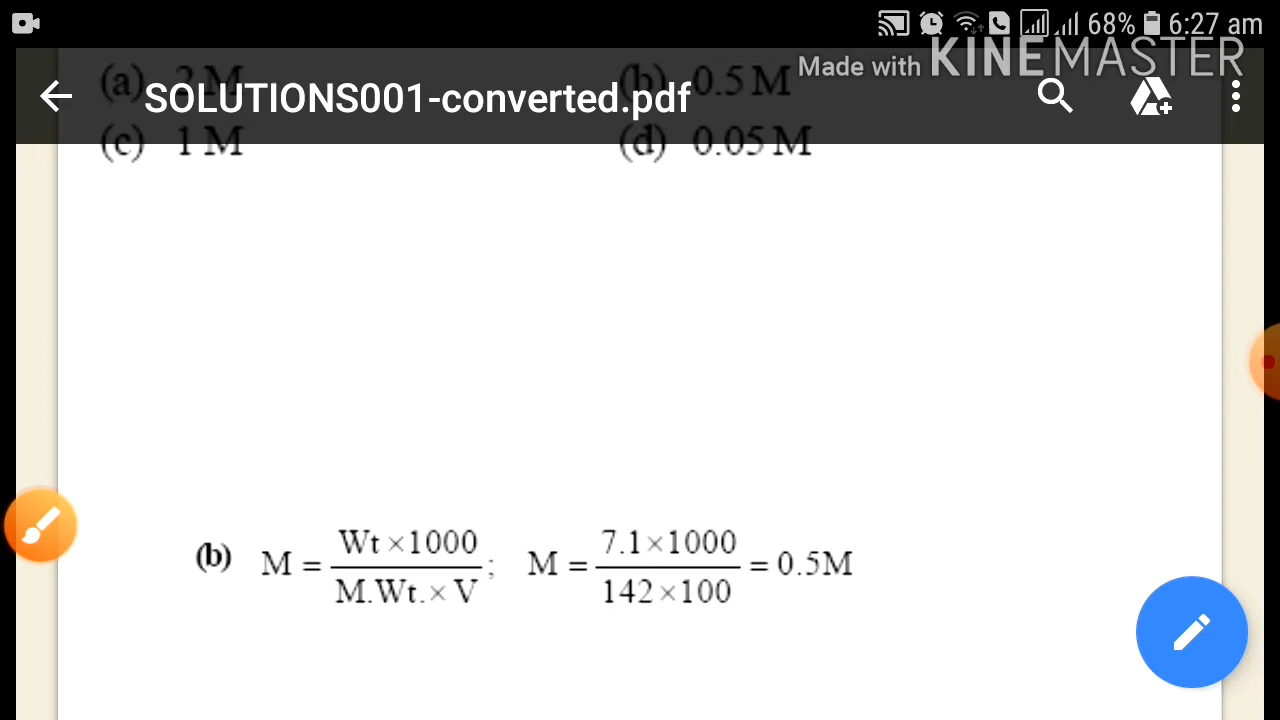 68% 6:27 am
Made with KINEMASTER
SOLUTIONS001-converted.pdf
(a) 2 M (b) 0.5 M
(c) 1 M (d) 0.05 M
(b) M = Wt ×1000 / M.Wt. × V ; M = 7.1×1000 / 142 ×100 = 0.5M